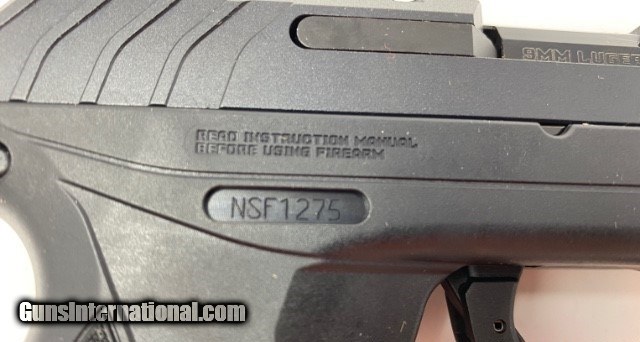 9MM LUGER
READ INSTRUCTION MANUAL
BEFORE USING FIREARM
NSF1275
GunsInternational.com